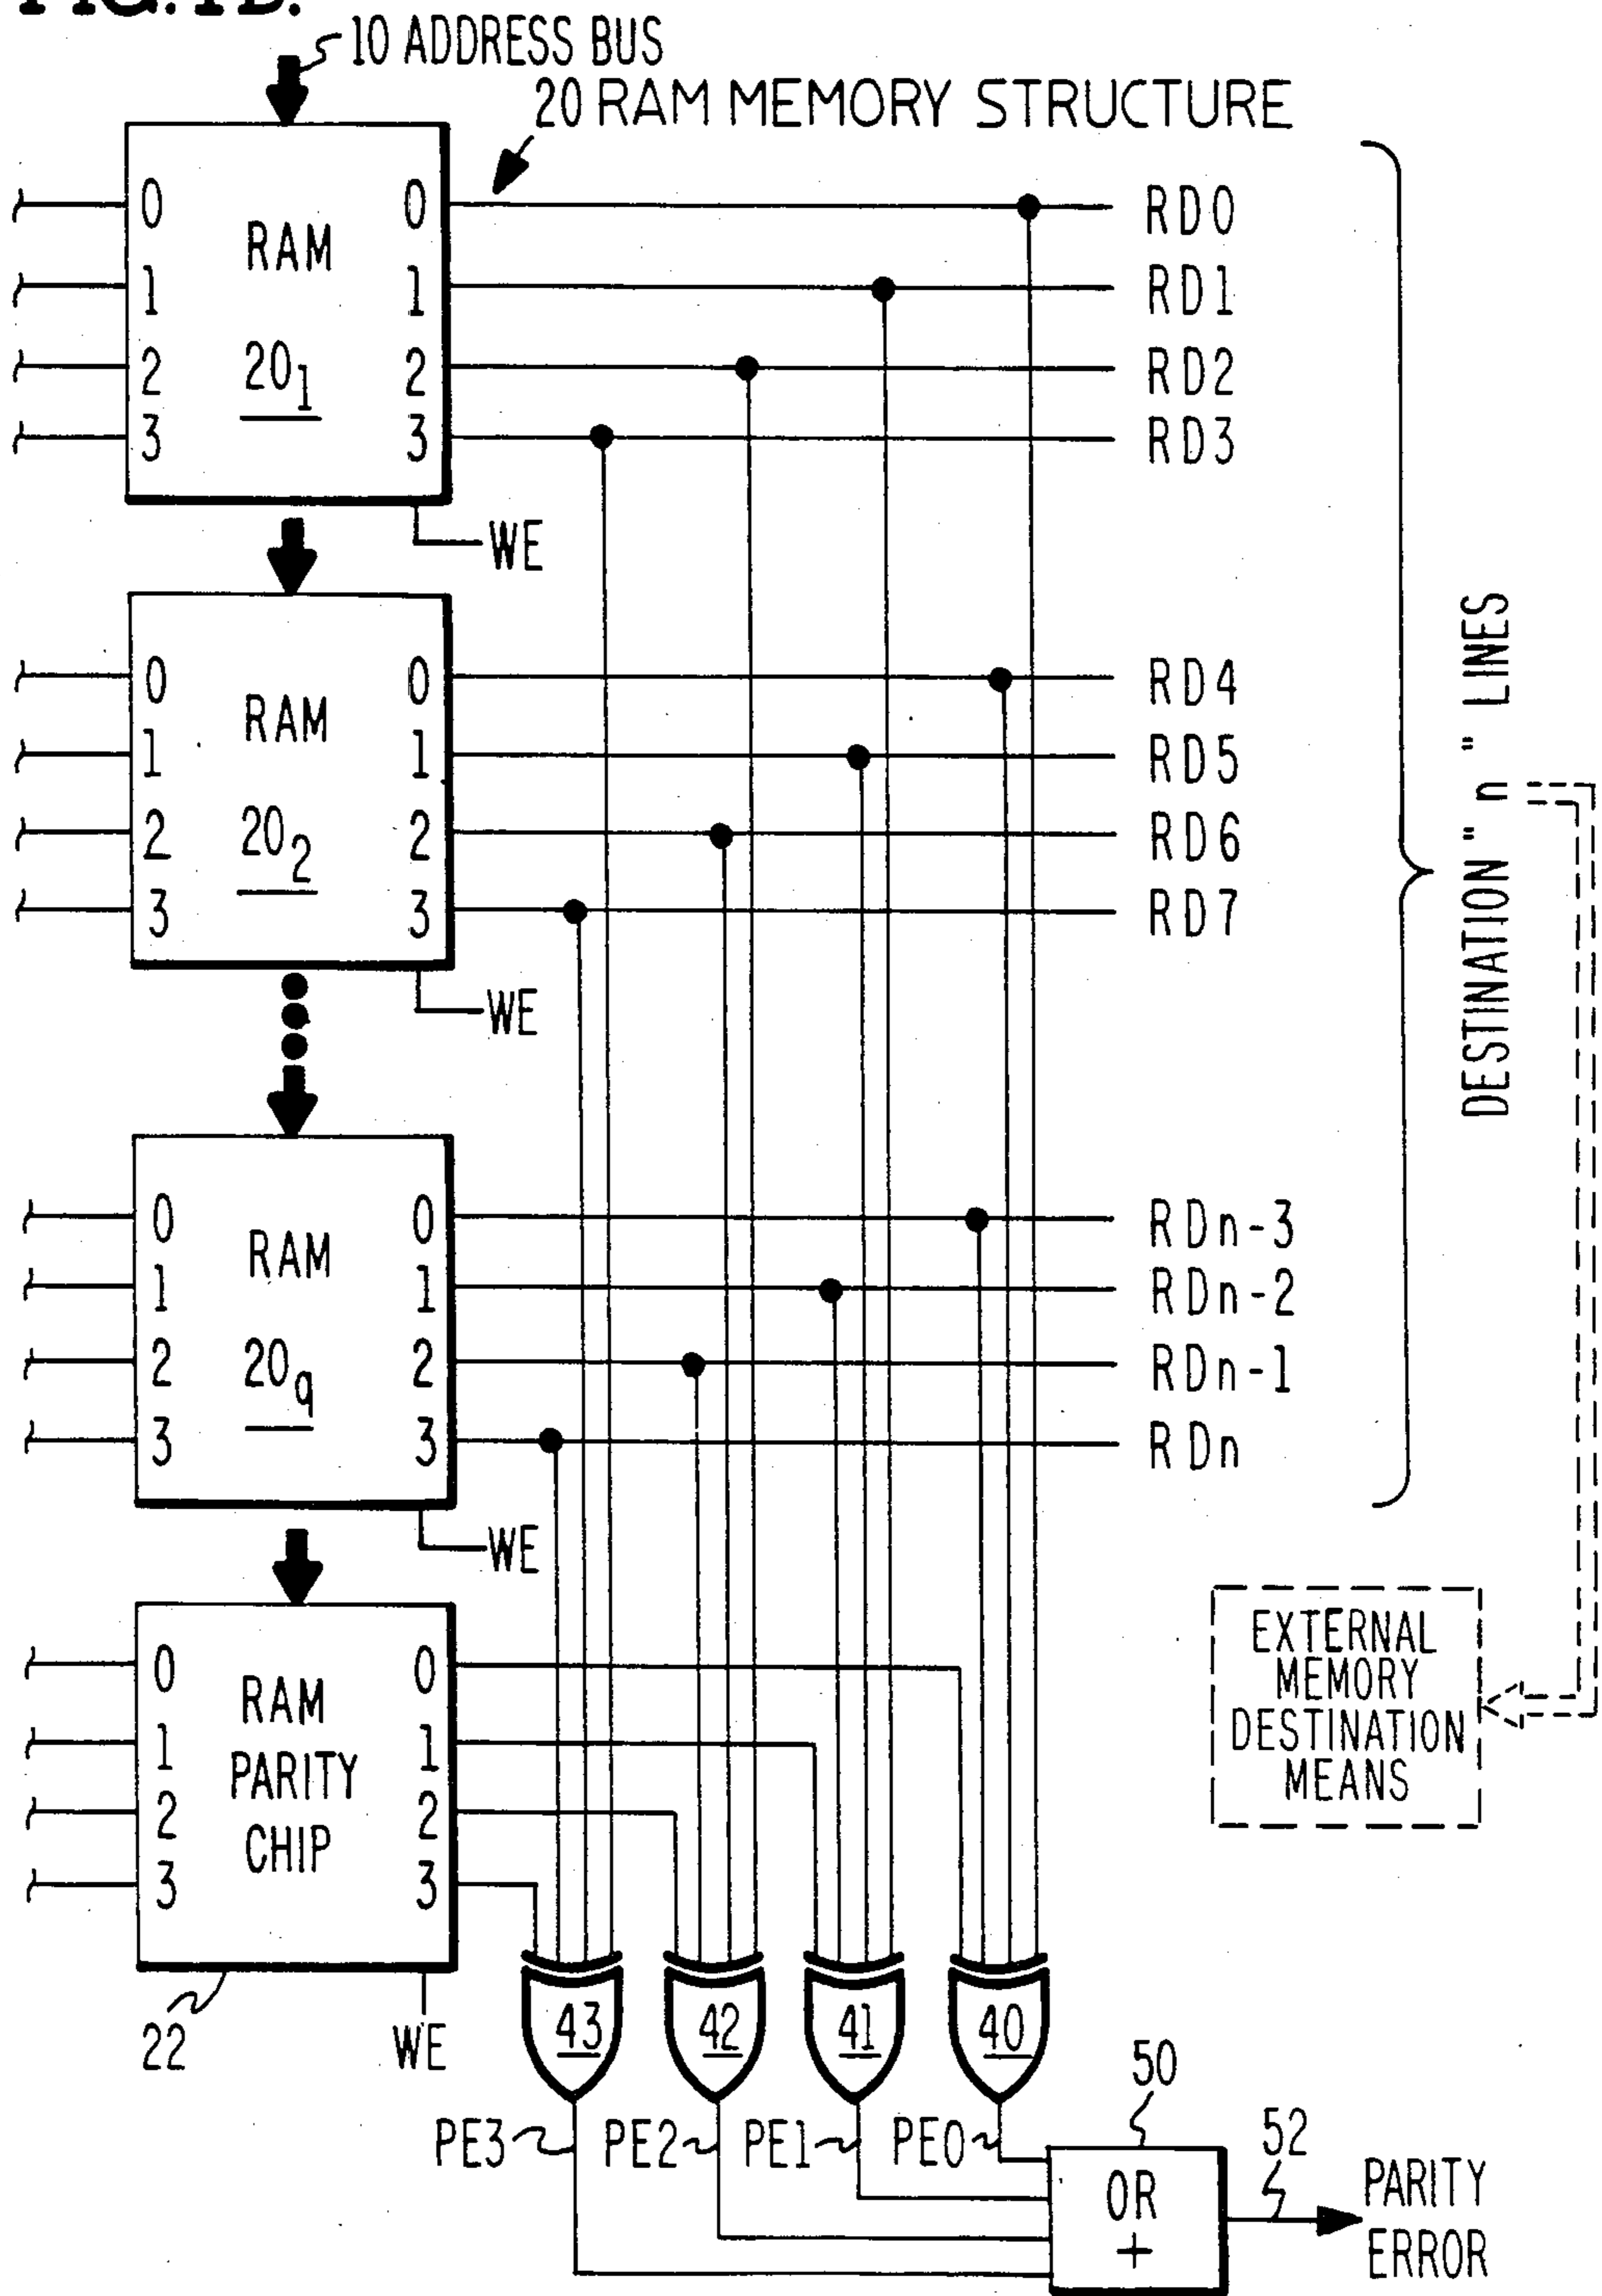 FIG. 1B.
10 ADDRESS BUS
20 RAM MEMORY STRUCTURE
0 0 RD0
RAM
1 1 RD1
20₁
2 2 RD2
3 3 RD3
WE
0 0 RD4
RAM
1 1 RD5
20₂
2 2 RD6
3 3 RD7
WE
DESTINATION "n" LINES
0 0 RDn-3
RAM
1 1 RDn-2
20q
2 2 RDn-1
3 3 RDn
WE
0 0
RAM
1 1
PARITY
2 2
CHIP
3 3
EXTERNAL
MEMORY
DESTINATION
MEANS
22
WE
43 42 41 40
50
PE3 PE2 PE1 PE0
52
OR
+
PARITY
ERROR